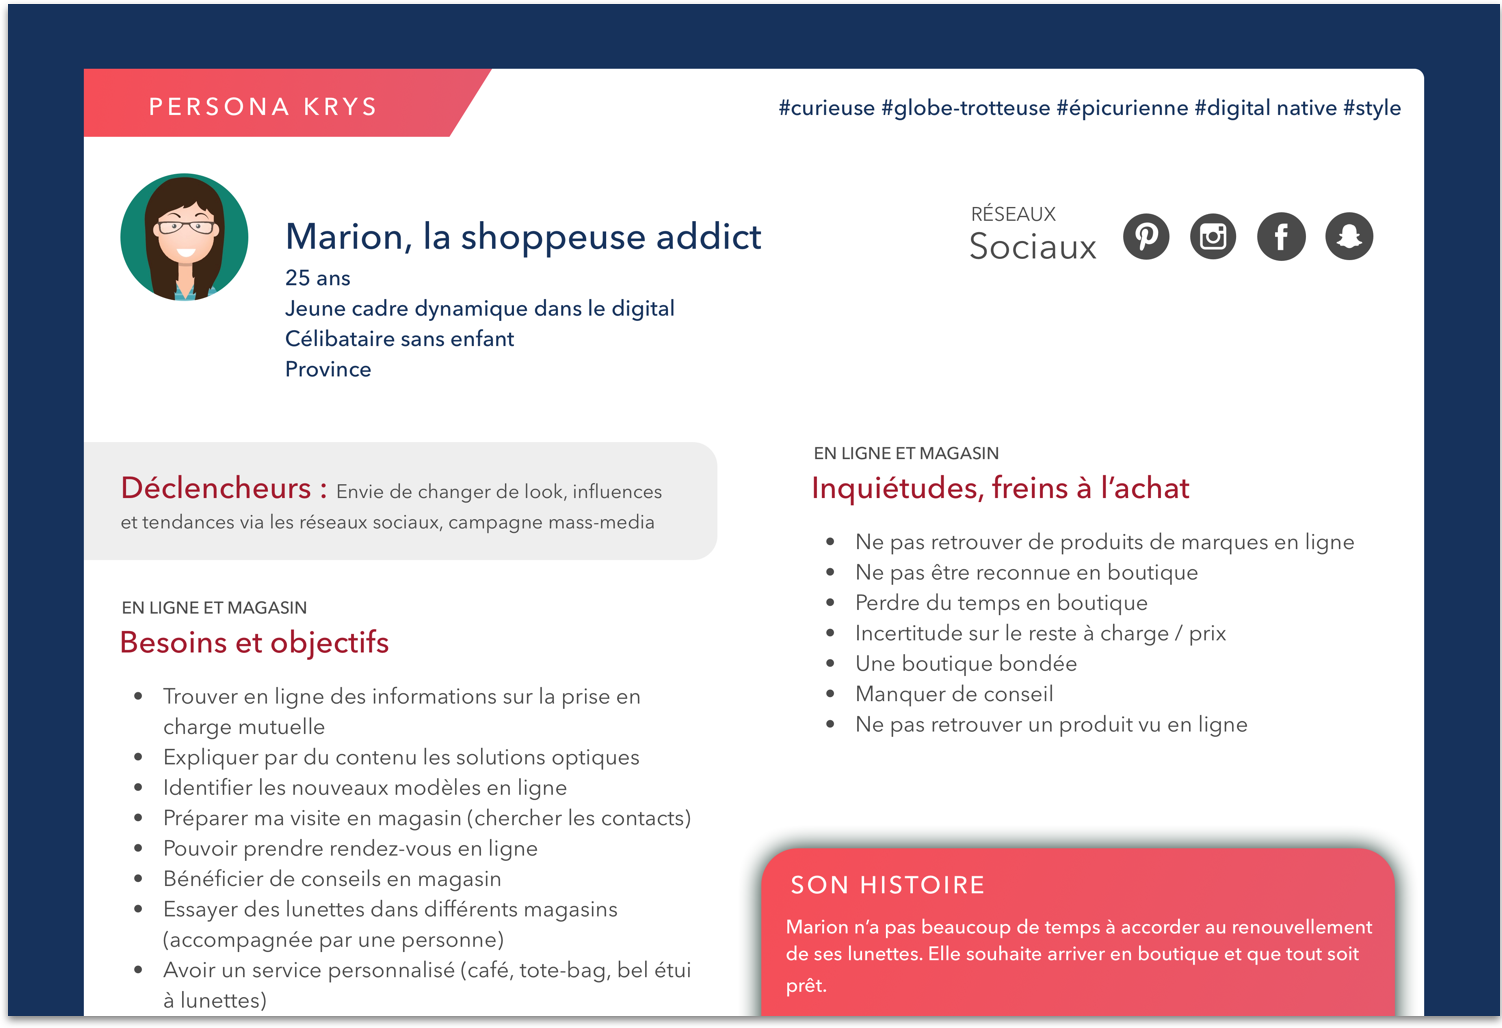 PERSONA KRYS
#curieuse #globe-trotteuse #épicurienne #digital native #style
Marion, la shoppeuse addict
25 ans
Jeune cadre dynamique dans le digital
Célibataire sans enfant
Province
RÉSEAUX
Sociaux
Déclencheurs : Envie de changer de look, influences
et tendances via les réseaux sociaux, campagne mass-media
EN LIGNE ET MAGASIN
Besoins et objectifs
• Trouver en ligne des informations sur la prise en
charge mutuelle
• Expliquer par du contenu les solutions optiques
• Identifier les nouveaux modèles en ligne
• Préparer ma visite en magasin (chercher les contacts)
• Pouvoir prendre rendez-vous en ligne
• Bénéficier de conseils en magasin
• Essayer des lunettes dans différents magasins
(accompagnée par une personne)
• Avoir un service personnalisé (café, tote-bag, bel étui
à lunettes)
EN LIGNE ET MAGASIN
Inquiétudes, freins à l’achat
• Ne pas retrouver de produits de marques en ligne
• Ne pas être reconnue en boutique
• Perdre du temps en boutique
• Incertitude sur le reste à charge / prix
• Une boutique bondée
• Manquer de conseil
• Ne pas retrouver un produit vu en ligne
SON HISTOIRE
Marion n’a pas beaucoup de temps à accorder au renouvellement
de ses lunettes. Elle souhaite arriver en boutique et que tout soit
prêt.